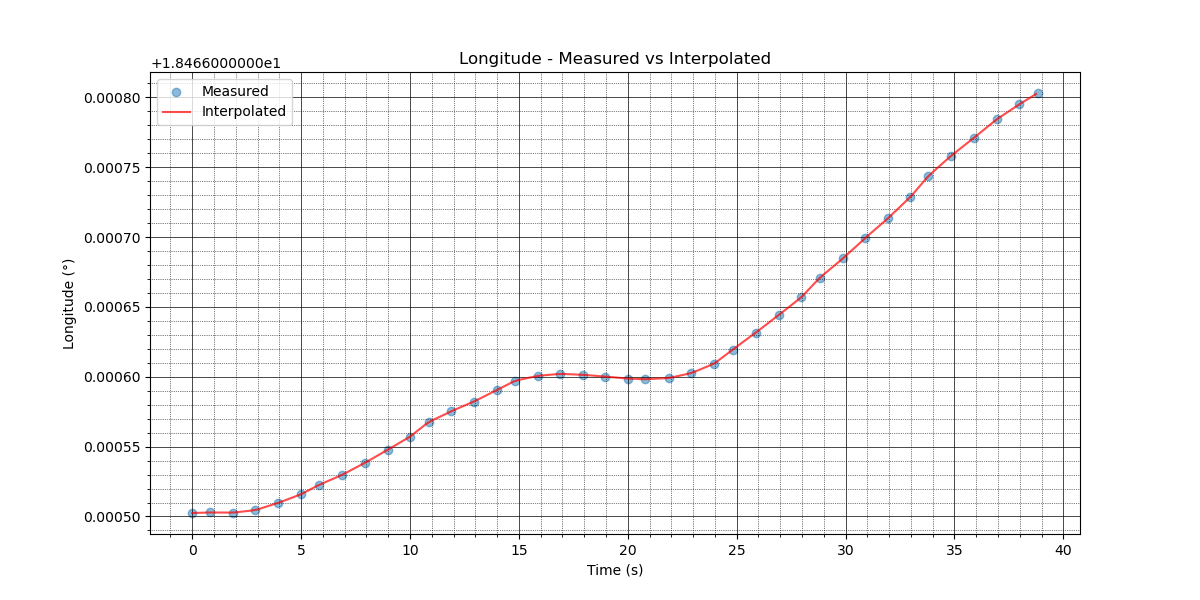 Longitude - Measured vs Interpolated
+1.8466000000e1
Measured
Interpolated
0.00080
0.00075
0.00070
0.00065
0.00060
0.00055
0.00050
Longitude (°)
0 5 10 15 20 25 30 35 40
Time (s)